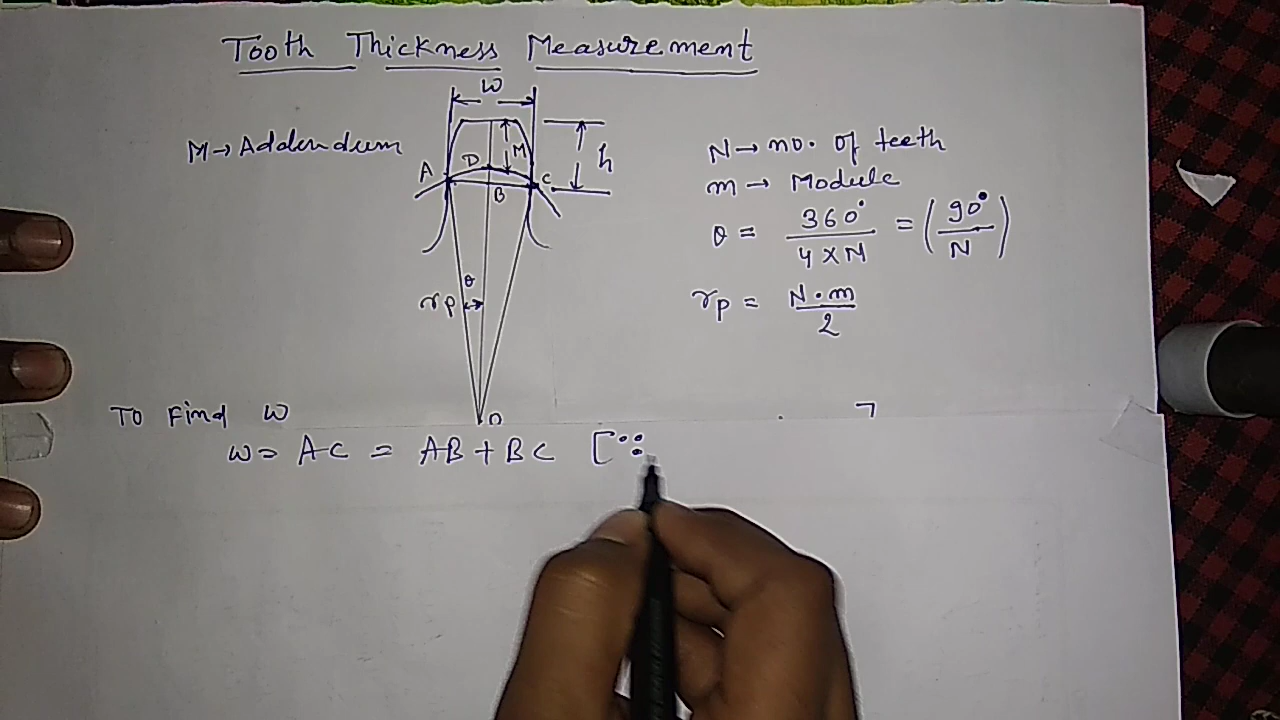 Tooth Thickness Measurement
w
M → Addendum
A
D
M
C
B
h
θ
rp
O
N → no. of teeth
m → Module
θ = 360° / 4 × N = (90° / N)
rp = N.m / 2
To Find w
w = AC = AB + BC [∵